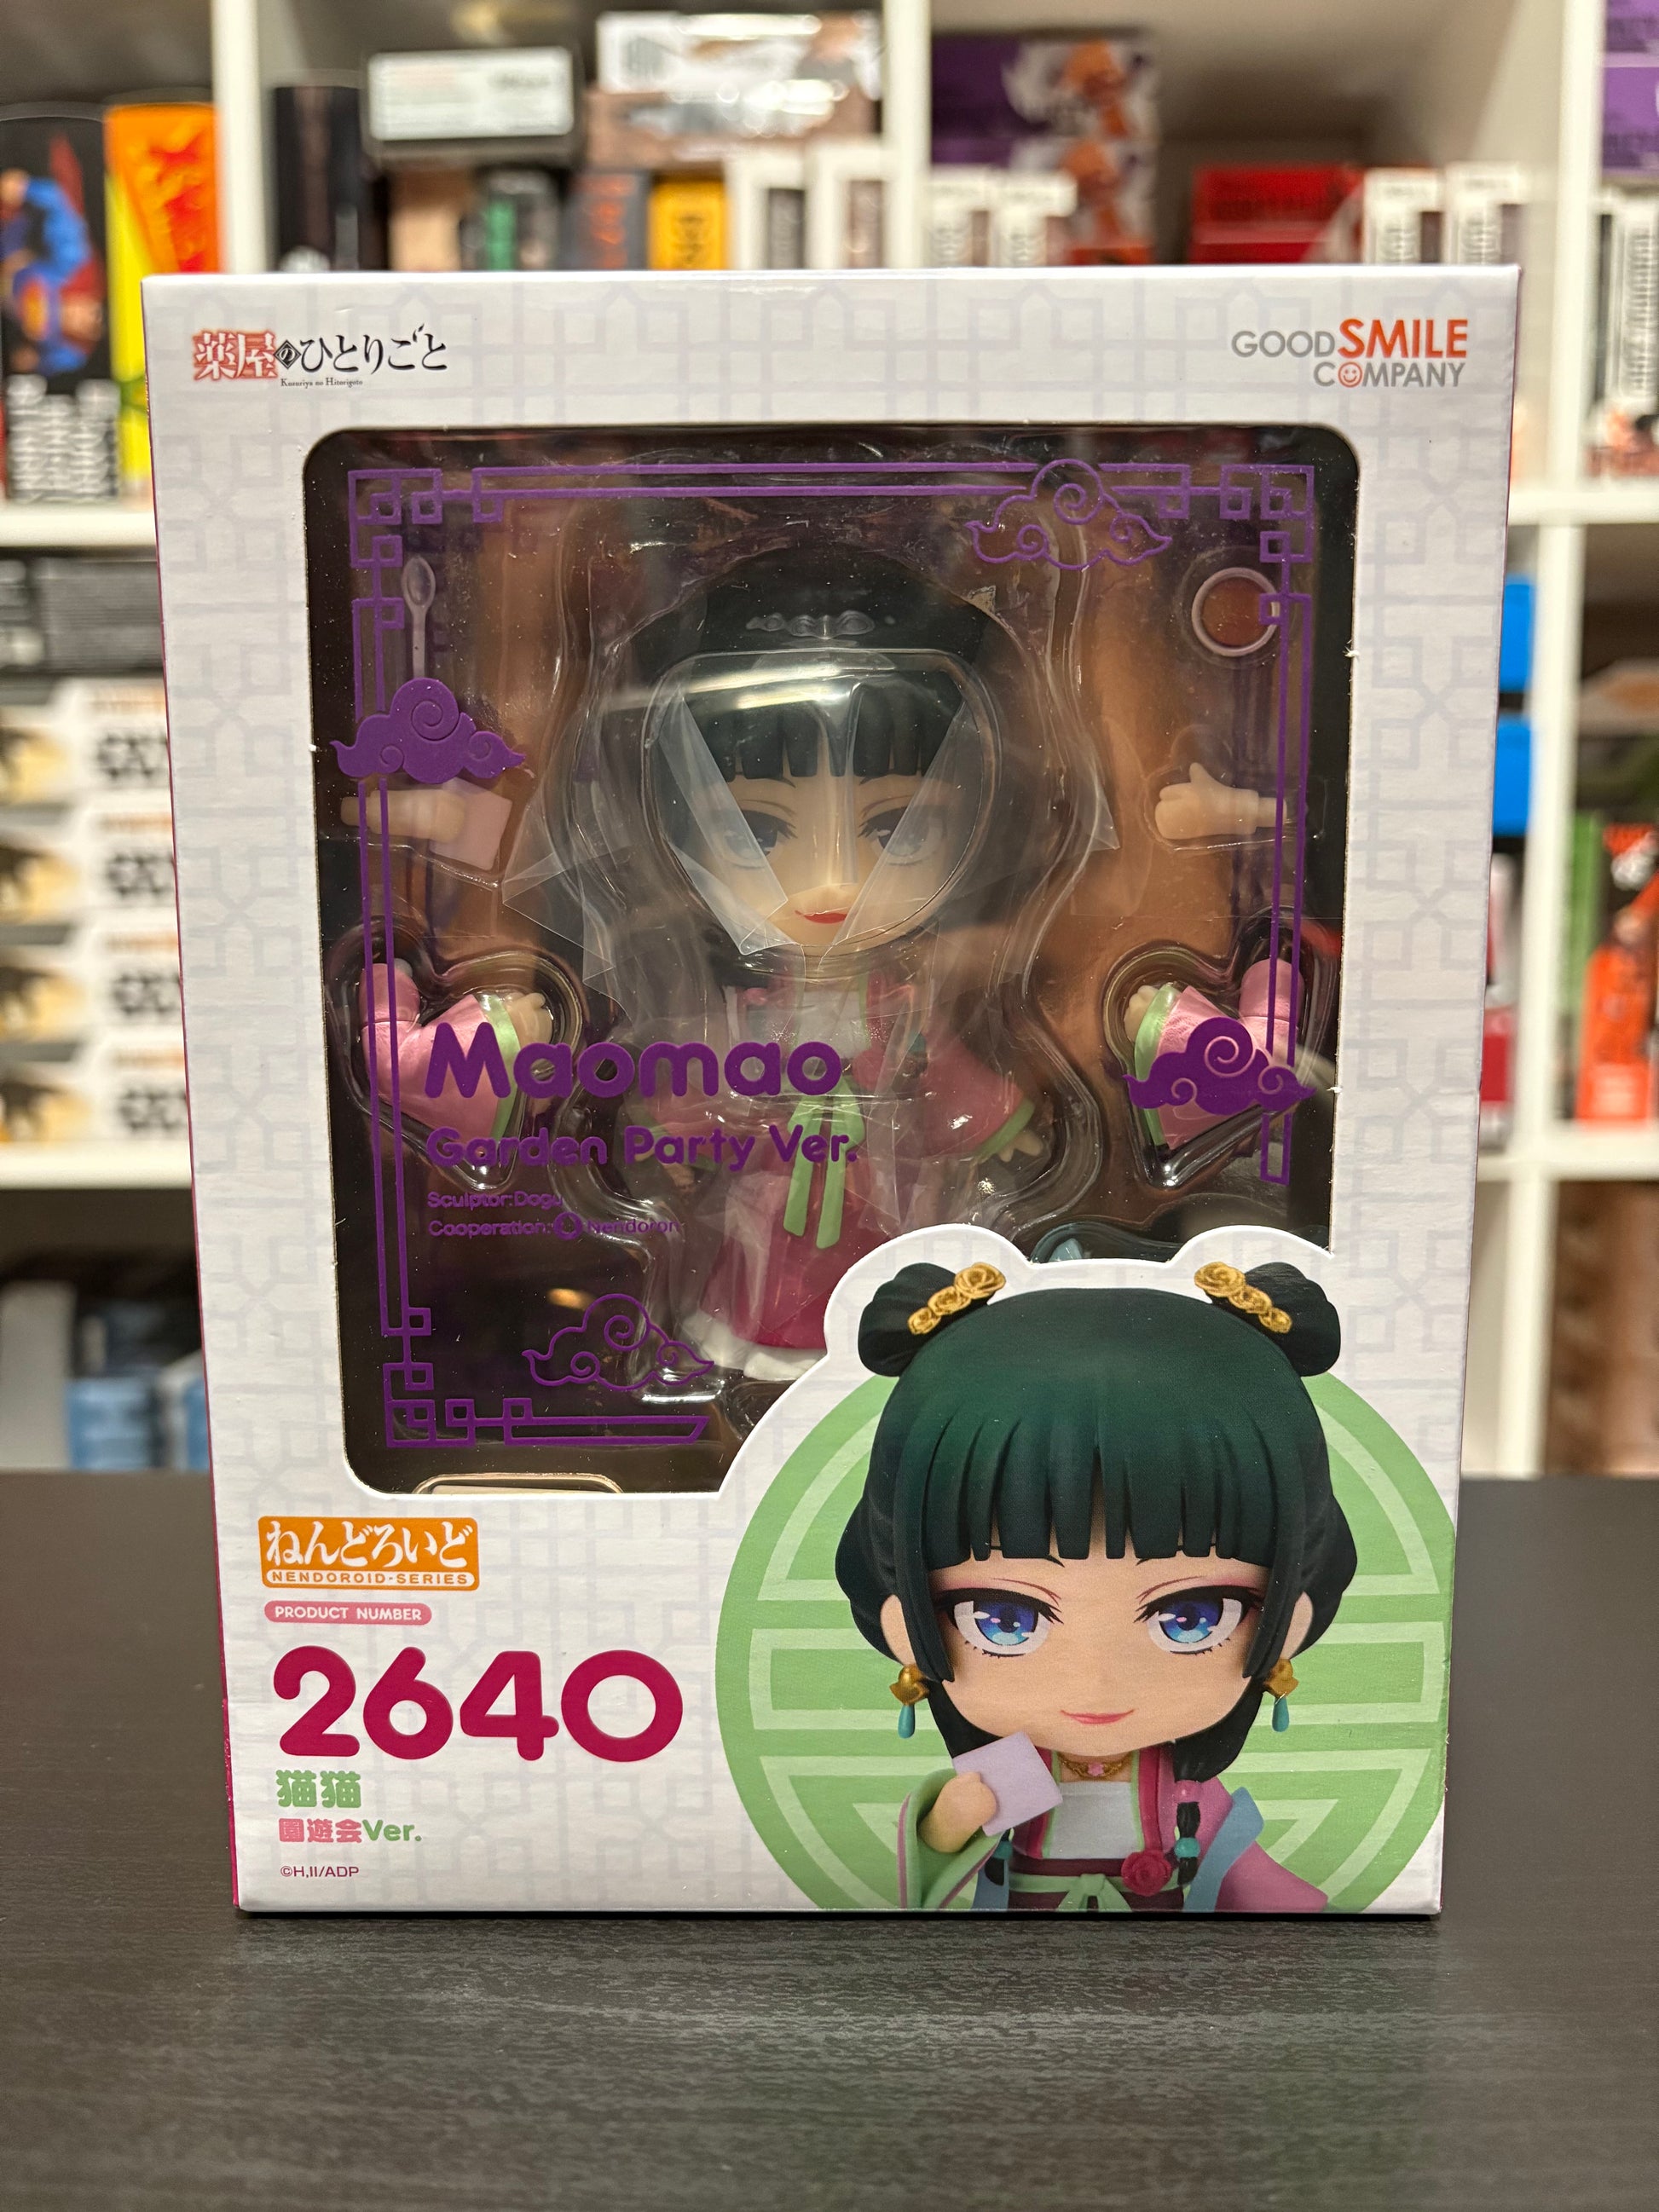 薬屋のひとりごと
Kusuriya no Hitorigoto
GOOD SMILE
COMPANY
Maomao
Garden Party Ver.
Sculptor:Dogu
Cooperation: Nendoron
ねんどろいど
NENDOROID-SERIES
PRODUCT NUMBER
2640
猫猫
園遊会Ver.
©H,II/ADP